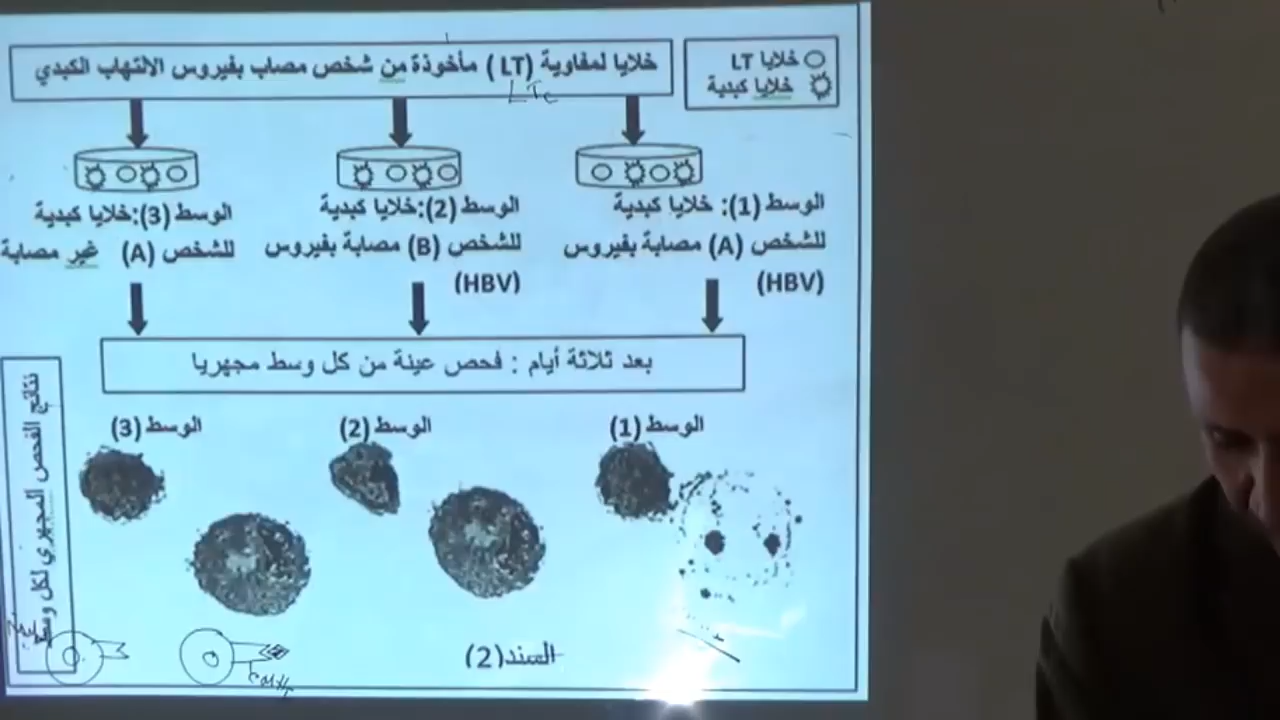 خلايا لمفاوية (LT) مأخوذة من شخص مصاب بفيروس الالتهاب الكبدي
LTc
خلايا LT
خلايا كبدية
الوسط (1): خلايا كبدية
للشخص (A) مصابة بفيروس
(HBV)
الوسط (2):خلايا كبدية
للشخص (B) مصابة بفيروس
(HBV)
الوسط (3):خلايا كبدية
للشخص (A) غير مصابة
بعد ثلاثة أيام : فحص عينة من كل وسط مجهريا
الوسط (1)
الوسط (2)
الوسط (3)
نتائج الفحص المجهري لكل وسط
السند(2)